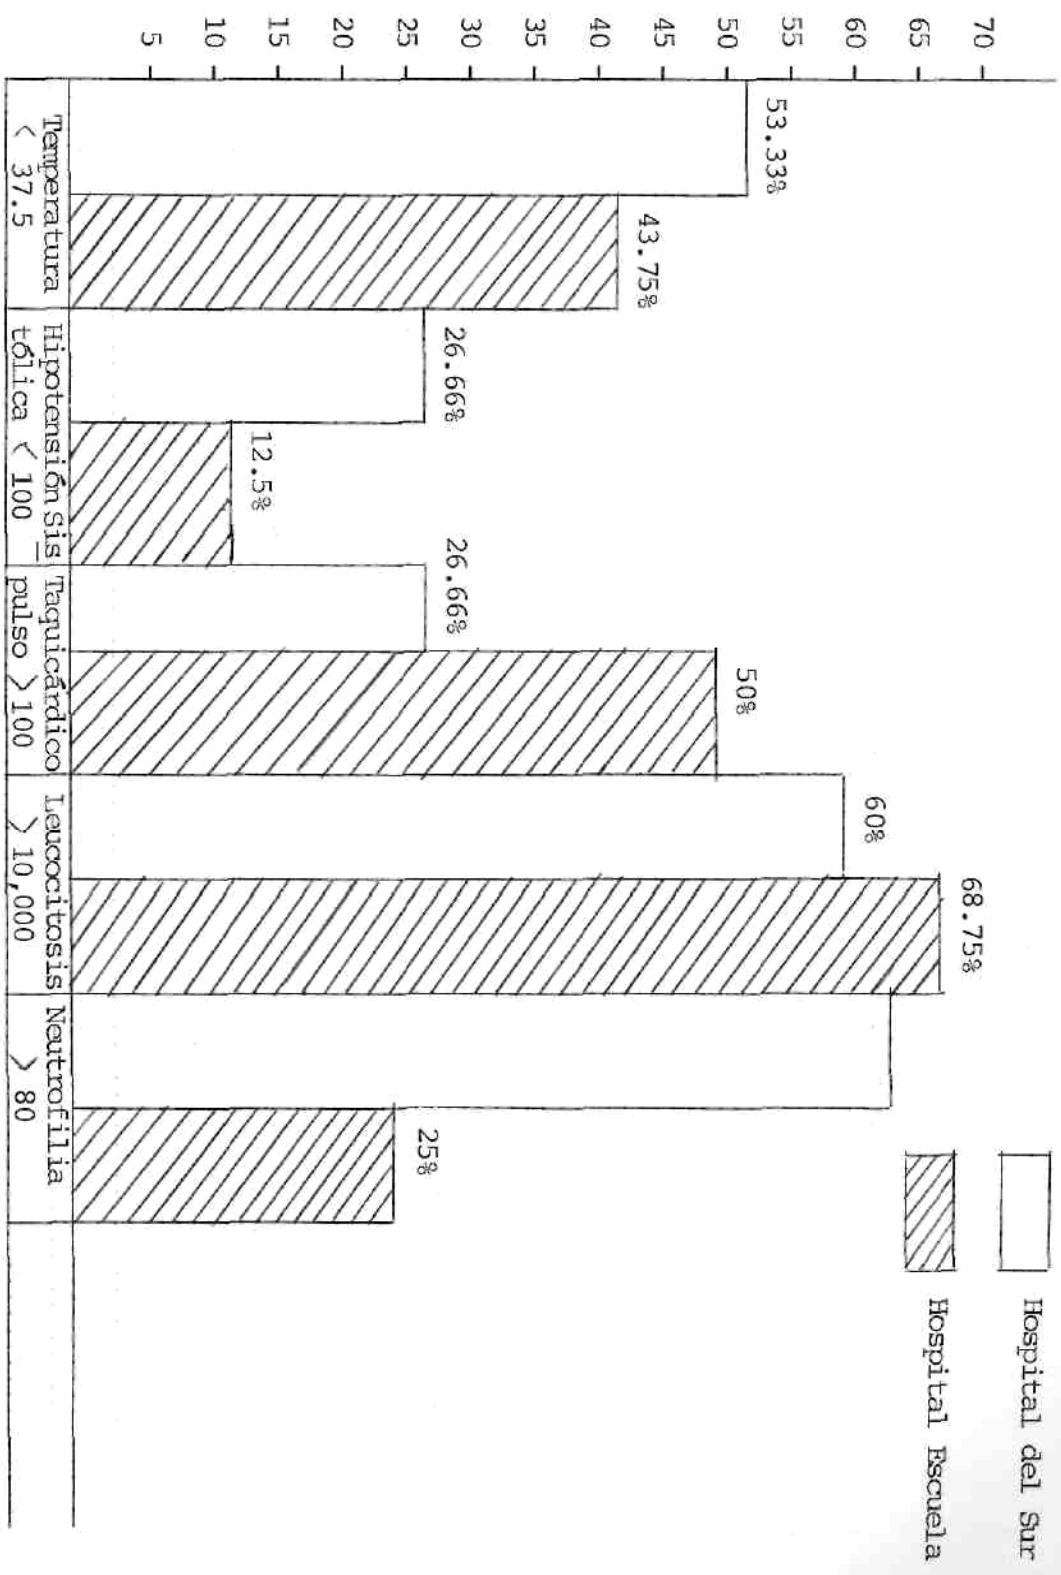 Hospital del Sur
Hospital Escuela
70
65
60
55
50
45
40
35
30
25
20
15
10
5
53.33%
43.75%
26.66%
12.5%
26.66%
50%
60%
68.75%
25%
Temperatura
< 37.5
Hipotensión Sis
tólica < 100
Taquicárdico
pulso > 100
Leucocitosis
> 10,000
Neutrofilia
> 80